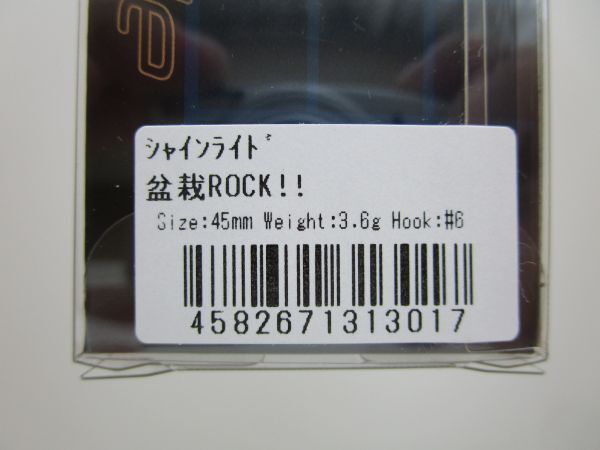 ｼｬｲﾝﾗｲﾄﾞ
盆栽ROCK!!
Size:45mm Weight:3.6g Hook:#6
4582671313017